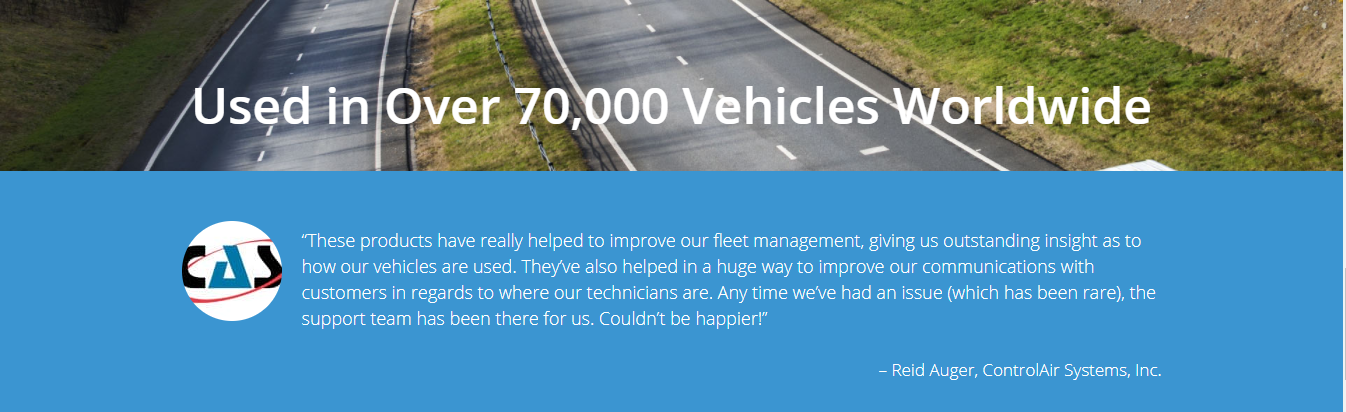 Used in Over 70,000 Vehicles Worldwide
CAS
“These products have really helped to improve our fleet management, giving us outstanding insight as to
how our vehicles are used. They’ve also helped in a huge way to improve our communications with
customers in regards to where our technicians are. Any time we’ve had an issue (which has been rare), the
support team has been there for us. Couldn’t be happier!”
– Reid Auger, ControlAir Systems, Inc.